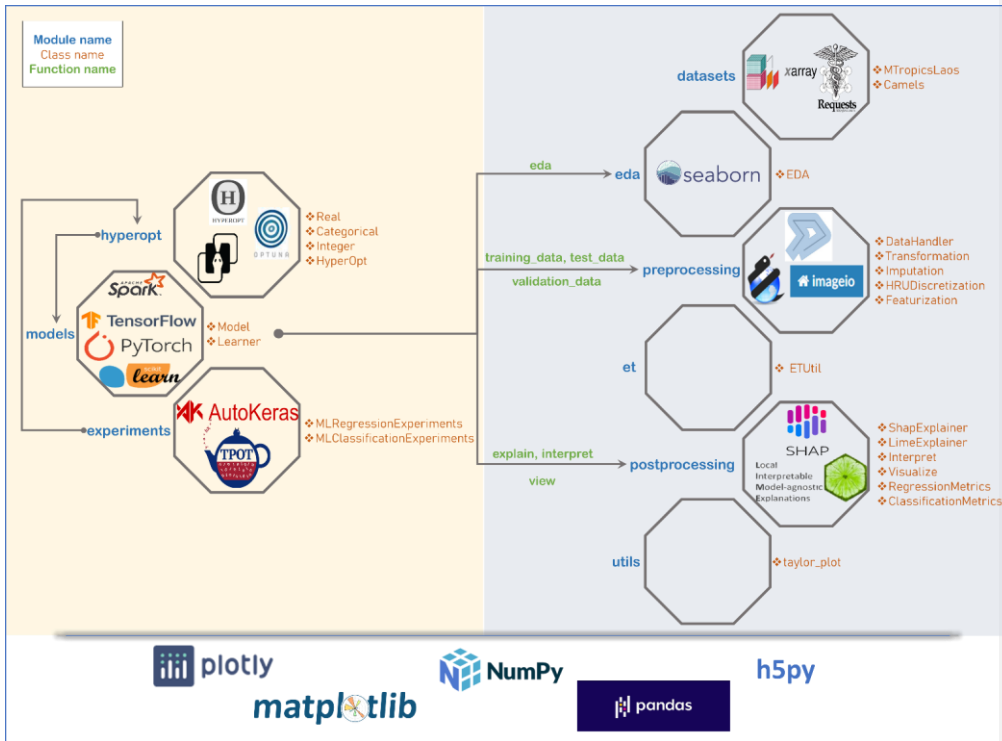 Module name
Class name
Function name
datasets
xarray
Requests
MTropicsLaos
Camels
eda
eda
seaborn
EDA
hyperopt
H
HYPEROPT
OPTUNA
Real
Categorical
Integer
HyperOpt
training_data, test_data
validation_data
preprocessing
imageio
DataHandler
Transformation
Imputation
HRUDiscretization
Featurization
models
APACHE
Spark
TensorFlow
PyTorch
learn
Model
Learner
et
ETUtil
experiments
AutoKeras
TPOT
MLRegressionExperiments
MLClassificationExperiments
explain, interpret
view
postprocessing
SHAP
Local
Interpretable
Model-agnostic
Explanations
ShapExplainer
LimeExplainer
Interpret
Visualize
RegressionMetrics
ClassificationMetrics
utils
taylor_plot
plotly
NumPy
h5py
matplotlib
pandas